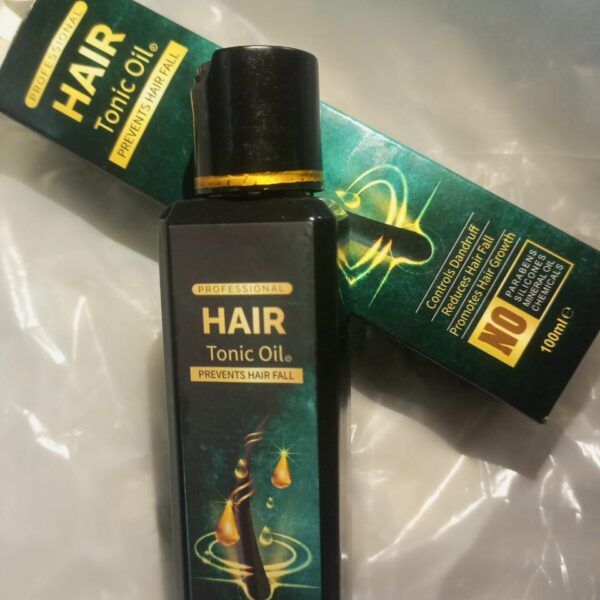 PROFESSIONAL
HAIR
Tonic Oil®
PREVENTS HAIR FALL
Controls Dandruff
Reduces Hair Fall
Promotes Hair Growth
NO
PARABENS
SILICONES
MINERAL OIL
CHEMICALS
100ml ℮
PROFESSIONAL
HAIR
Tonic Oil®
PREVENTS HAIR FALL